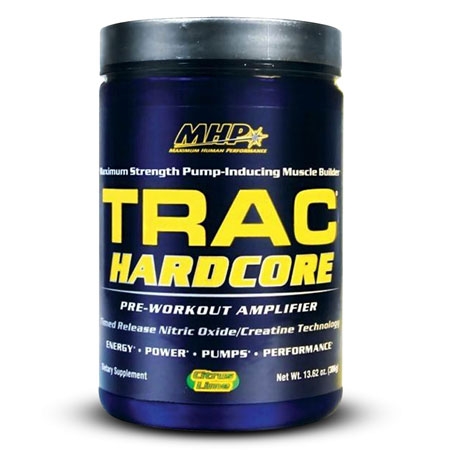 MHP
MAXIMUM HUMAN PERFORMANCE
Maximum Strength Pump-Inducing Muscle Builder
TRAC®
HARDCORE
PRE-WORKOUT AMPLIFIER
Timed Release Nitric Oxide/Creatine Technology
ENERGY* • POWER* • PUMPS* • PERFORMANCE*
Dietary Supplement
Citrus
Lime
Net Wt. 13.62 oz.